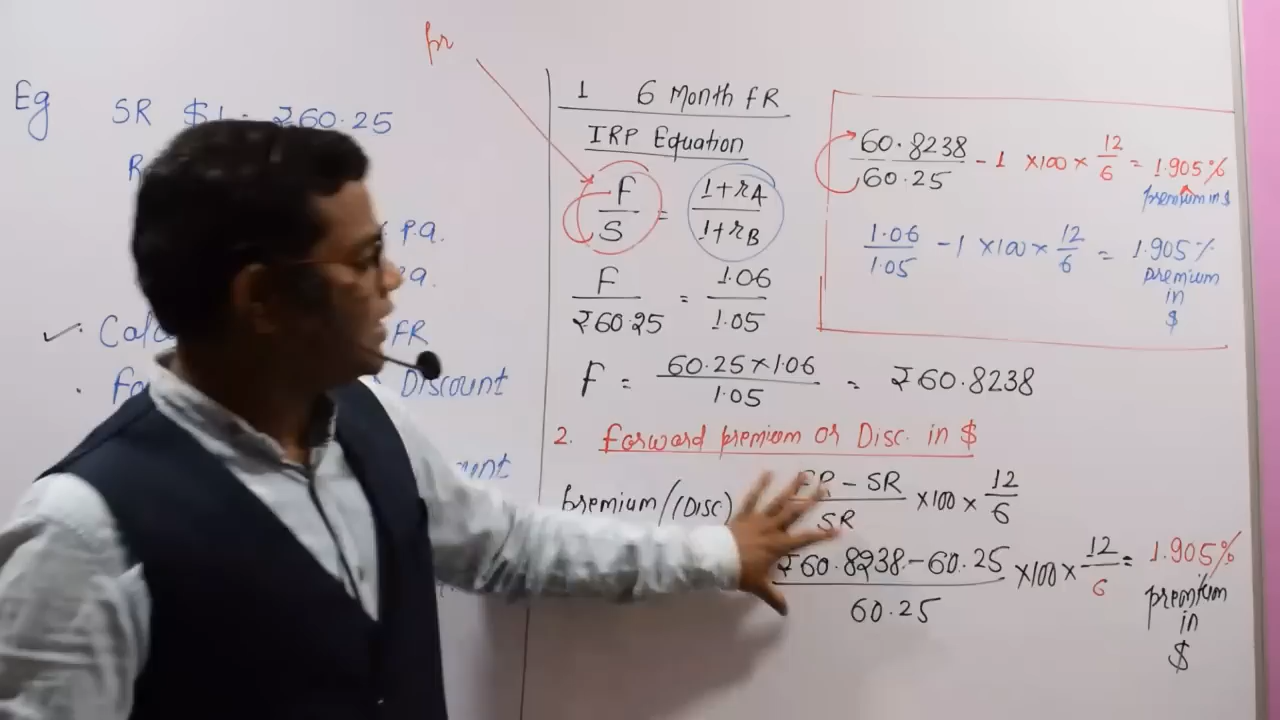 Eg SR $1 = ₹60.25
R
P.a.
a.
✓ Calc FR
• Fo Discount
ount
pr
1 6 Month FR
IRP Equation
F/S = 1+rA/1+rB
F/₹60.25 = 1.06/1.05
F = 60.25×1.06/1.05 = ₹60.8238
2. Forward premium or Disc. in $
premium/(Disc) FR – SR/SR ×100 × 12/6
₹60.8238 – 60.25/60.25 ×100 × 12/6 = 1.905%
premium
in
$
60.8238/60.25 – 1 ×100 × 12/6 = 1.905%
premium in $
1.06/1.05 – 1 ×100 × 12/6 = 1.905%
premium
in
$